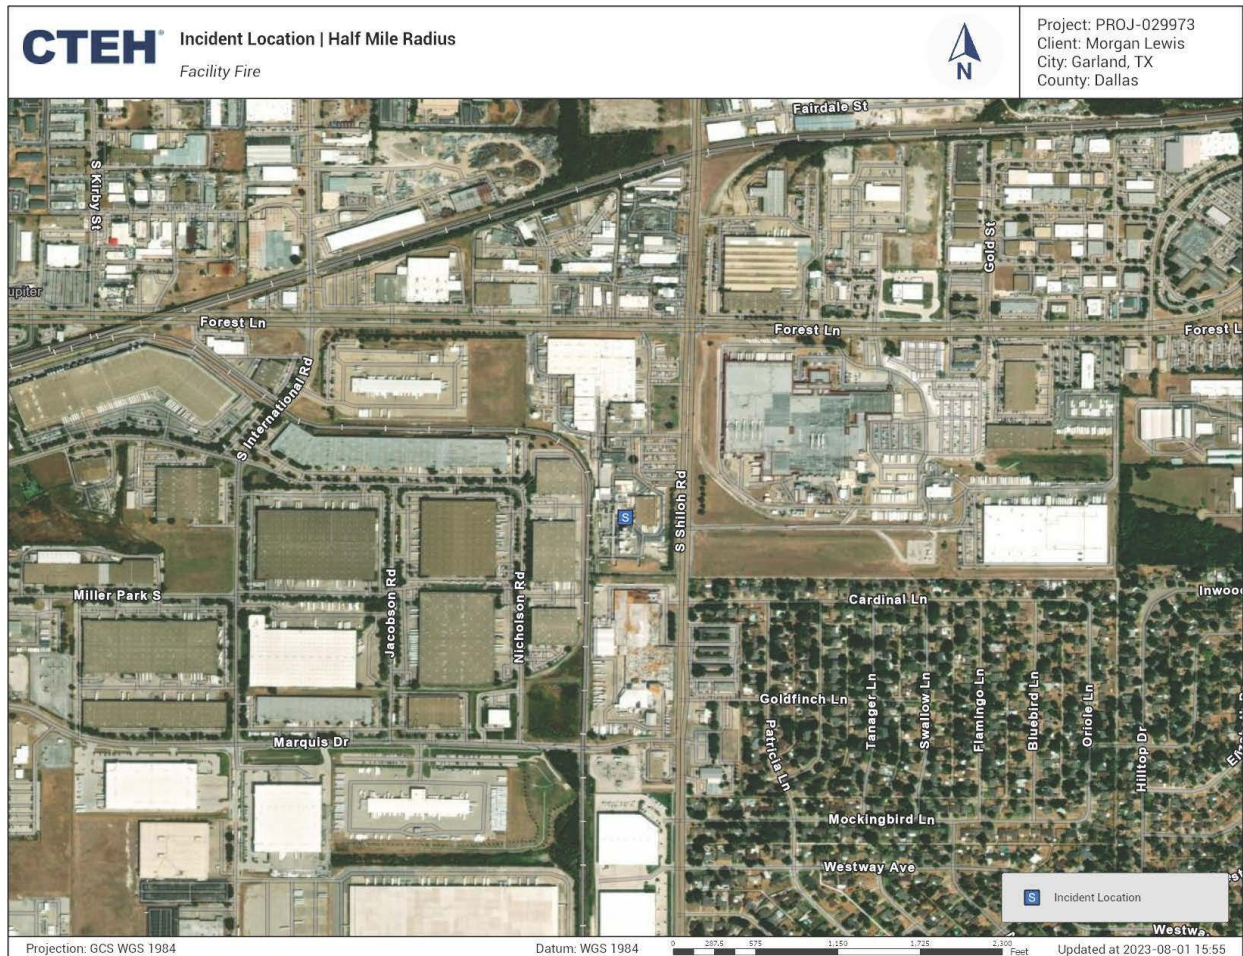 CTEH®
Incident Location | Half Mile Radius
Facility Fire
N
Project: PROJ-029973
Client: Morgan Lewis
City: Garland, TX
County: Dallas
Fairdale St
S Kirby St
Gold St
upiter
Forest Ln
Forest Ln
Forest L
S International Rd
S Shiloh Rd
S
Miller Park S
Jacobson Rd
Nicholson Rd
Cardinal Ln
Inwoo
Goldfinch Ln
Patricia Ln
Tanager Ln
Swallow Ln
Flamingo Ln
Bluebird Ln
Oriole Ln
Hilltop Dr
Marquis Dr
Mockingbird Ln
Westway Ave
S Incident Location
Westwa
Projection: GCS WGS 1984
Datum: WGS 1984
0 287.5 575 1,150 1,725 2,300
Feet
Updated at 2023-08-01 15:55